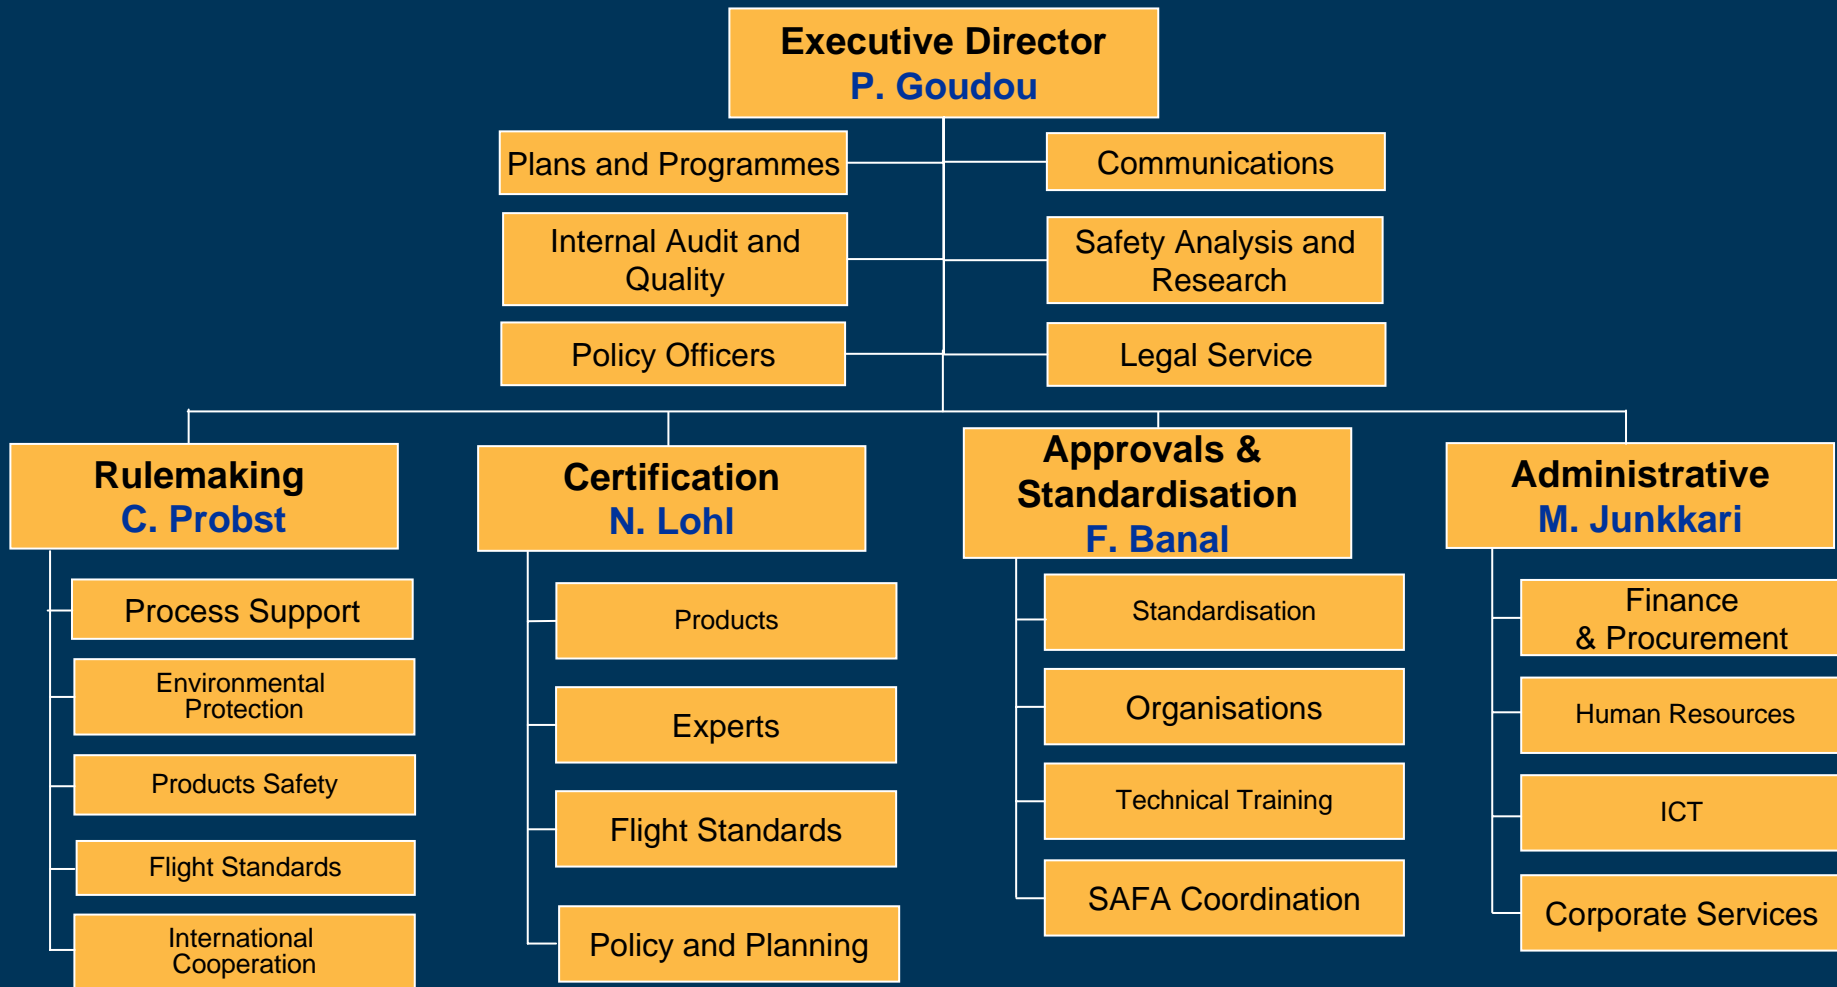 Executive Director
P. Goudou
Plans and Programmes
Communications
Internal Audit and
Quality
Safety Analysis and
Research
Policy Officers
Legal Service
Rulemaking
C. Probst
Process Support
Environmental
Protection
Products Safety
Flight Standards
International
Cooperation
Certification
N. Lohl
Products
Experts
Flight Standards
Policy and Planning
Approvals &
Standardisation
F. Banal
Standardisation
Organisations
Technical Training
SAFA Coordination
Administrative
M. Junkkari
Finance
& Procurement
Human Resources
ICT
Corporate Services